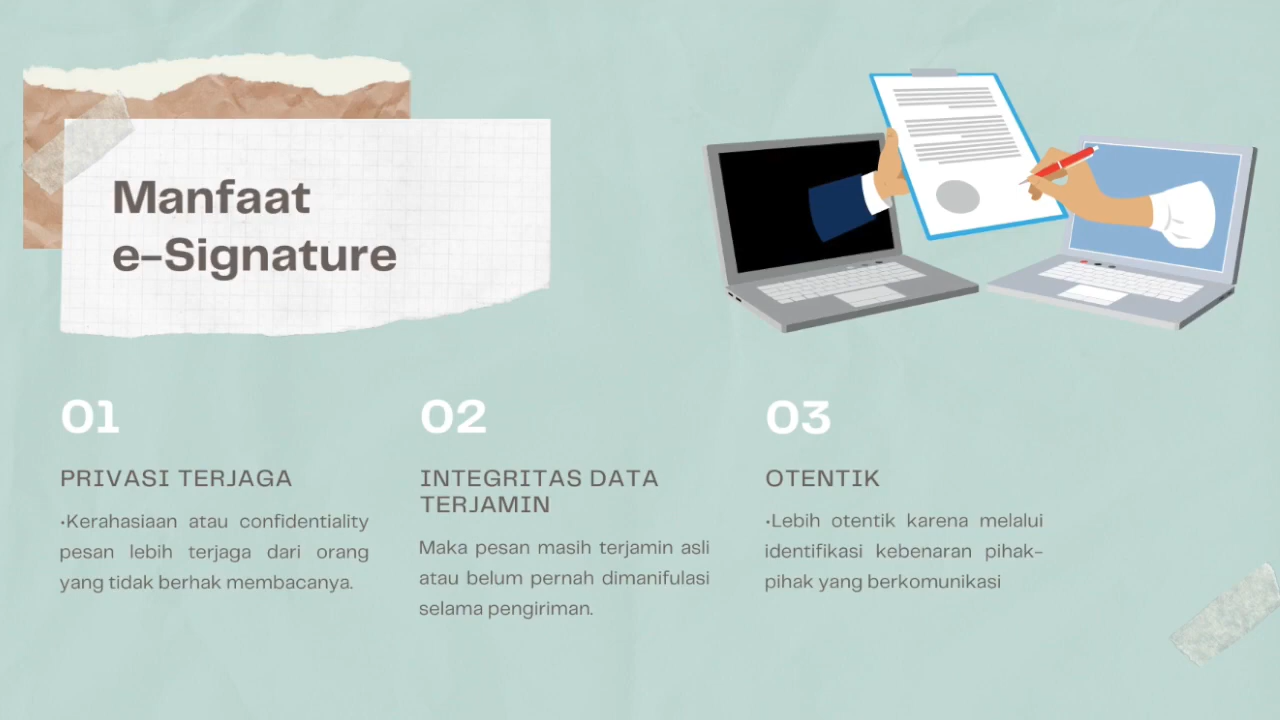 Manfaat
e-Signature
01
PRIVASI TERJAGA
•Kerahasiaan atau confidentiality
pesan lebih terjaga dari orang
yang tidak berhak membacanya.
02
INTEGRITAS DATA
TERJAMIN
Maka pesan masih terjamin asli
atau belum pernah dimanifulasi
selama pengiriman.
03
OTENTIK
•Lebih otentik karena melalui
identifikasi kebenaran pihak-
pihak yang berkomunikasi